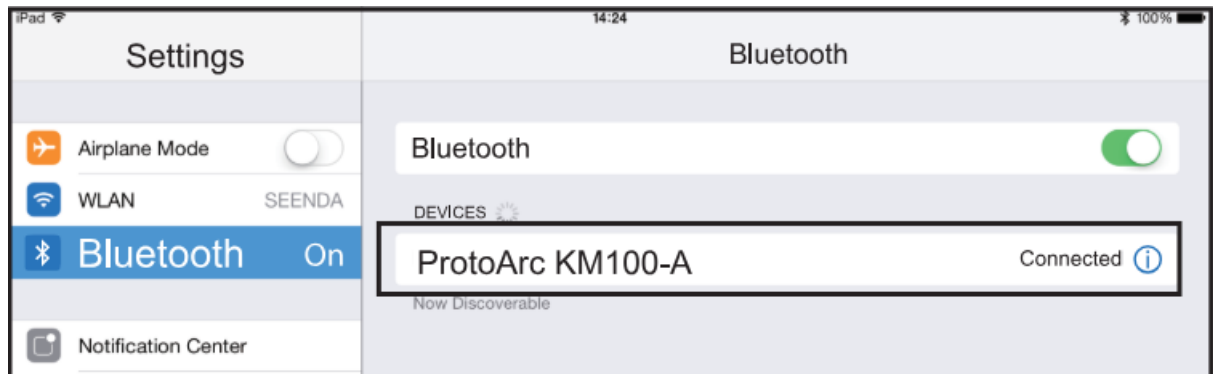 iPad 14:24 100%
Settings
Bluetooth
Airplane Mode
Bluetooth
WLAN SEENDA
DEVICES
Bluetooth On
ProtoArc KM100-A Connected
Now Discoverable
Notification Center